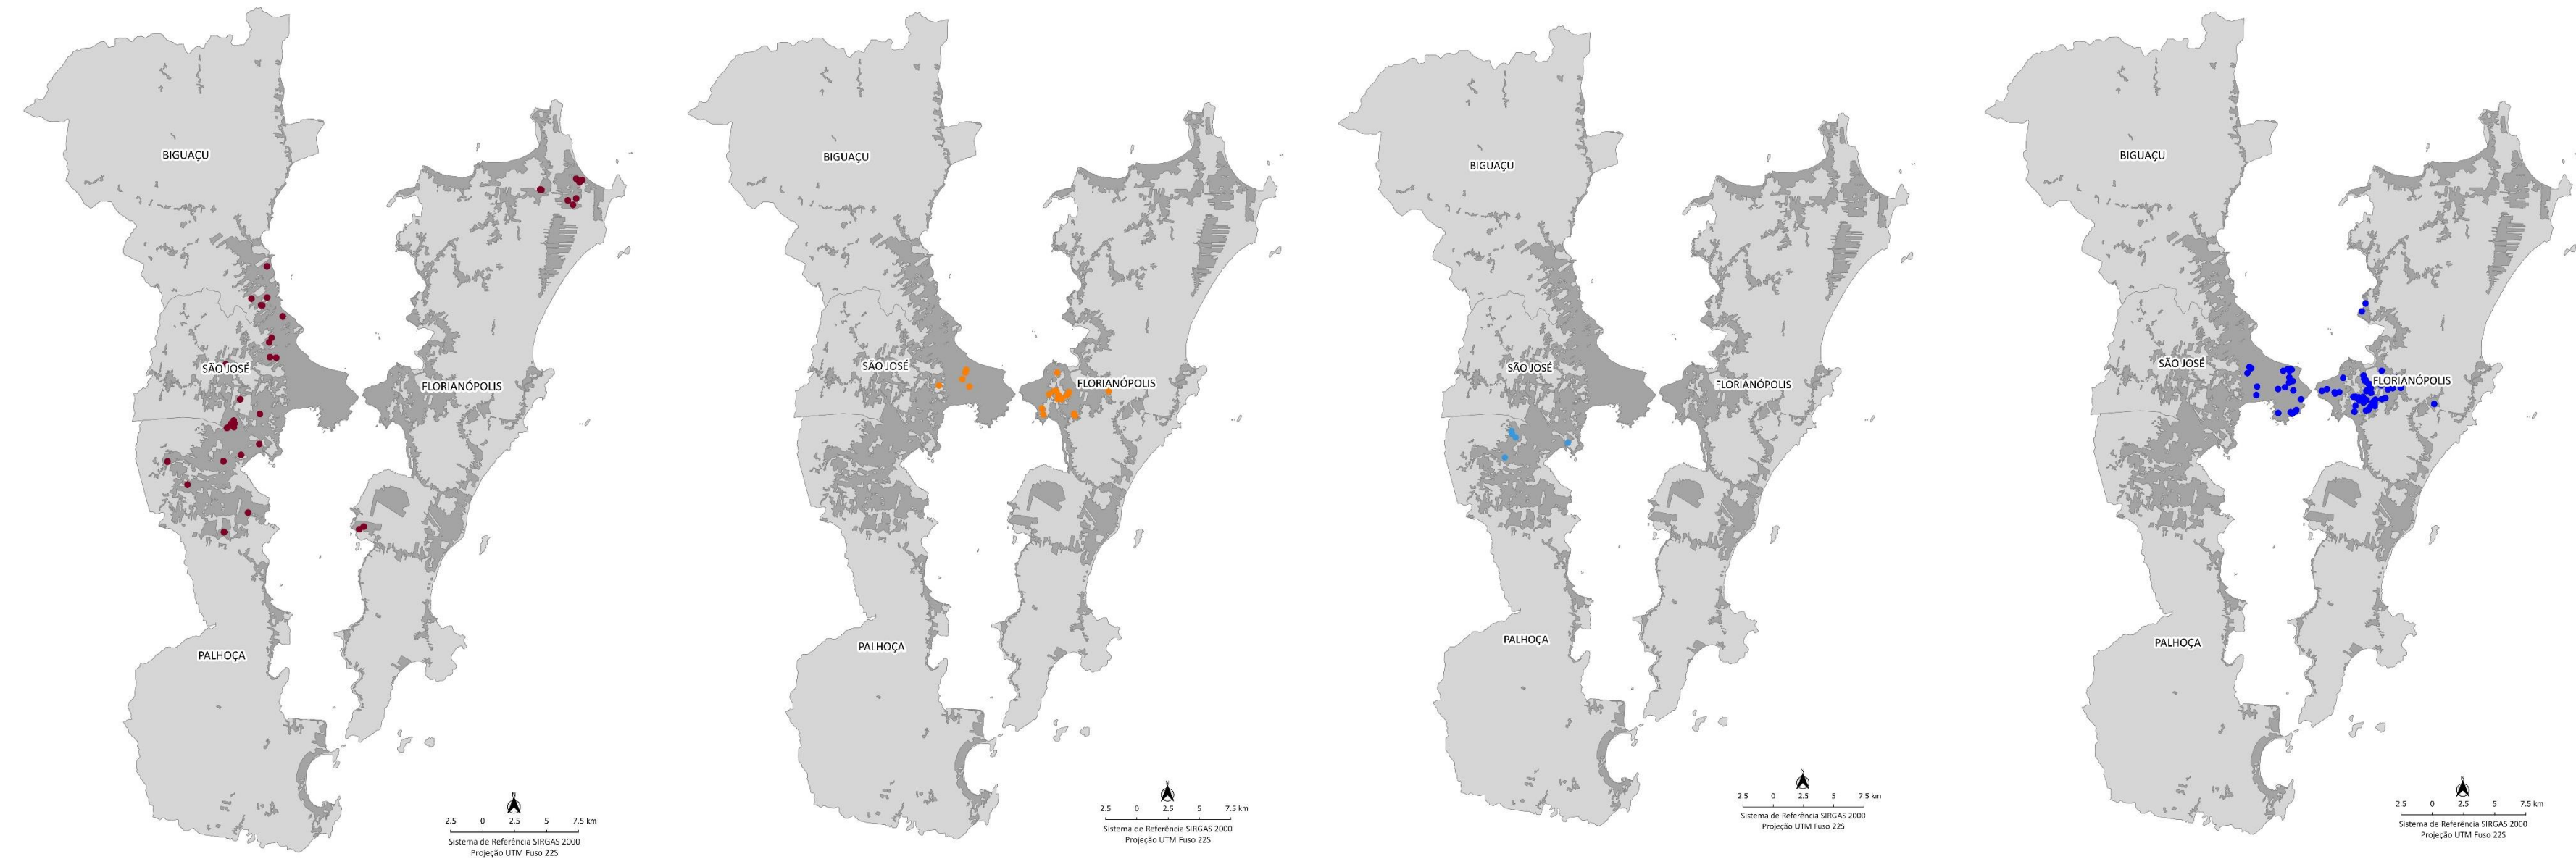 BIGUAÇU
SÃO JOSÉ
FLORIANÓPOLIS
PALHOÇA
N
2.5 0 2.5 5 7.5 km
Sistema de Referência SIRGAS 2000
Projeção UTM Fuso 22S
BIGUAÇU
SÃO JOSÉ
FLORIANÓPOLIS
PALHOÇA
N
2.5 0 2.5 5 7.5 km
Sistema de Referência SIRGAS 2000
Projeção UTM Fuso 22S
BIGUAÇU
SÃO JOSÉ
FLORIANÓPOLIS
PALHOÇA
N
2.5 0 2.5 5 7.5 km
Sistema de Referência SIRGAS 2000
Projeção UTM Fuso 22S
BIGUAÇU
SÃO JOSÉ
FLORIANÓPOLIS
PALHOÇA
N
2.5 0 2.5 5 7.5 km
Sistema de Referência SIRGAS 2000
Projeção UTM Fuso 22S